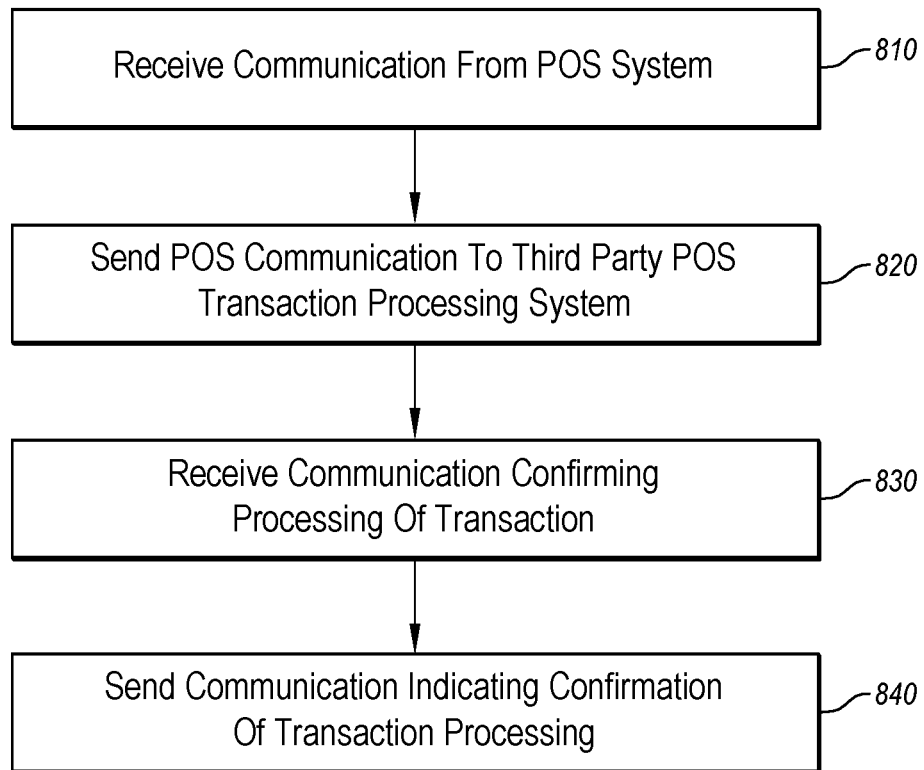 Receive Communication From POS System
810
Send POS Communication To Third Party POS
Transaction Processing System
820
Receive Communication Confirming
Processing Of Transaction
830
Send Communication Indicating Confirmation
Of Transaction Processing
840